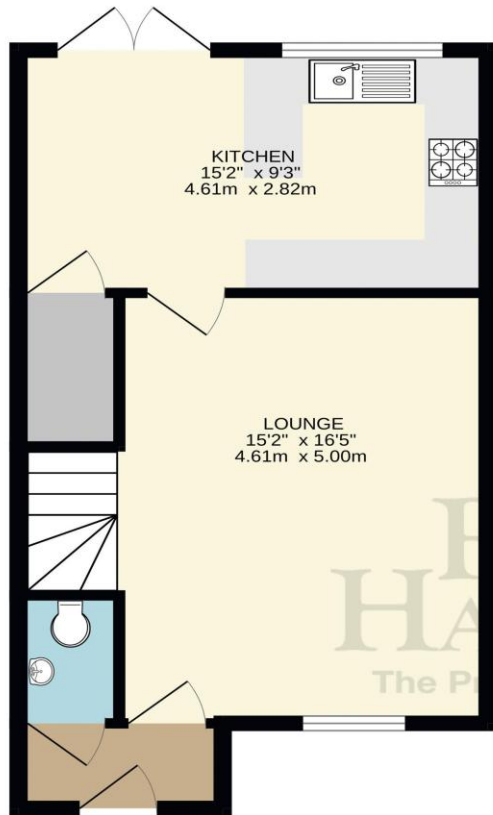 KITCHEN
15'2" x 9'3"
4.61m x 2.82m
LOUNGE
15'2" x 16'5"
4.61m x 5.00m
The